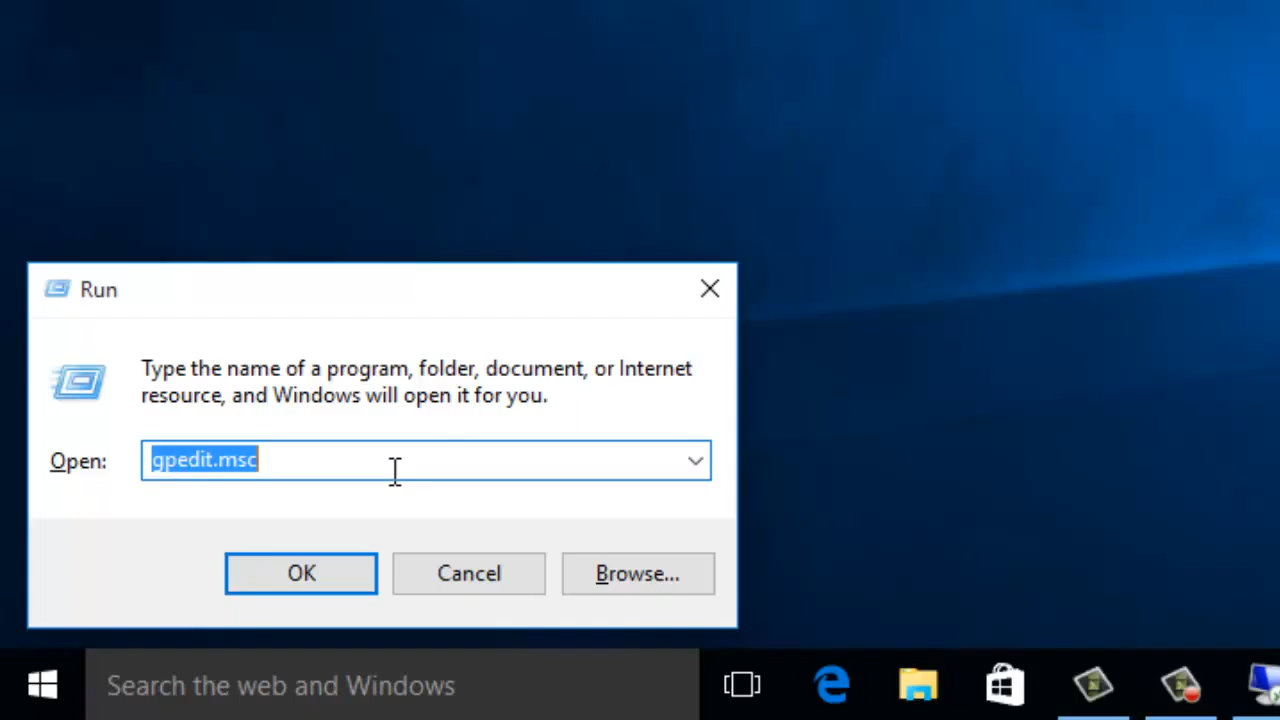 Run
Type the name of a program, folder, document, or Internet
resource, and Windows will open it for you.
Open: gpedit.msc
OK Cancel Browse...
Search the web and Windows